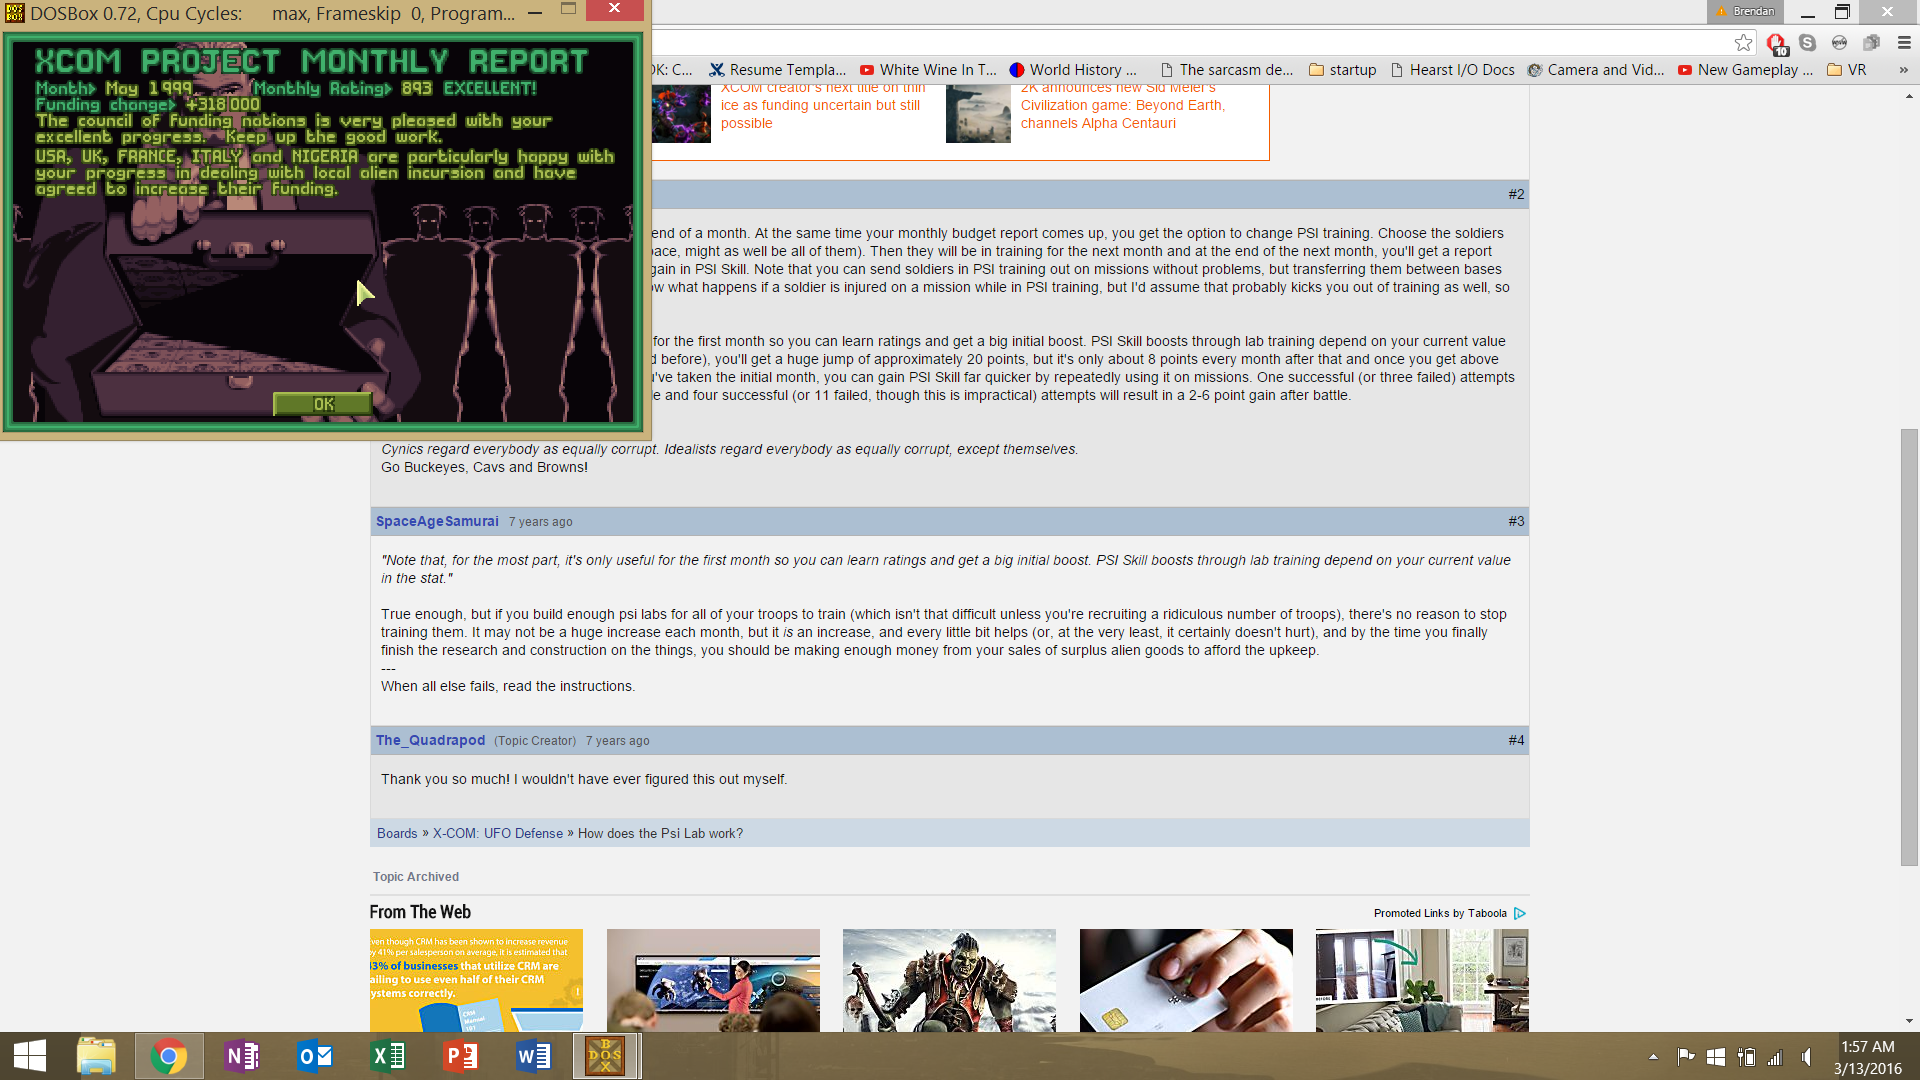 DOSBox 0.72, Cpu Cycles: max, Frameskip 0, Program...
XCOM PROJECT MONTHLY REPORT
Month> May 1999 Monthly Rating> 893 EXCELLENT!
Funding change> +318000
The council of funding nations is very pleased with your
excellent progress. Keep up the good work.
USA, UK, FRANCE, ITALY and NIGERIA are particularly happy with
your progress in dealing with local alien incursion and have
agreed to increase their funding.
OK
Brendan
10
OK: C...
Resume Templa...
White Wine In T...
World History ...
The sarcasm de...
startup
Hearst I/O Docs
Camera and Vid...
New Gameplay ...
VR
»
XCOM creator's next title on thin
ice as funding uncertain but still
possible
2K announces new Sid Meier's
Civilization game: Beyond Earth,
channels Alpha Centauri
#2
end of a month. At the same time your monthly budget report comes up, you get the option to change PSI training. Choose the soldiers
ace, might as well be all of them). Then they will be in training for the next month and at the end of the next month, you'll get a report
gain in PSI Skill. Note that you can send soldiers in PSI training out on missions without problems, but transferring them between bases
ow what happens if a soldier is injured on a mission while in PSI training, but I'd assume that probably kicks you out of training as well, so
for the first month so you can learn ratings and get a big initial boost. PSI Skill boosts through lab training depend on your current value
d before), you'll get a huge jump of approximately 20 points, but it's only about 8 points every month after that and once you get above
u've taken the initial month, you can gain PSI Skill far quicker by repeatedly using it on missions. One successful (or three failed) attempts
e and four successful (or 11 failed, though this is impractical) attempts will result in a 2-6 point gain after battle.
Cynics regard everybody as equally corrupt. Idealists regard everybody as equally corrupt, except themselves.
Go Buckeyes, Cavs and Browns!
SpaceAgeSamurai 7 years ago #3
"Note that, for the most part, it's only useful for the first month so you can learn ratings and get a big initial boost. PSI Skill boosts through lab training depend on your current value
in the stat."
True enough, but if you build enough psi labs for all of your troops to train (which isn't that difficult unless you're recruiting a ridiculous number of troops), there's no reason to stop
training them. It may not be a huge increase each month, but it is an increase, and every little bit helps (or, at the very least, it certainly doesn't hurt), and by the time you finally
finish the research and construction on the things, you should be making enough money from your sales of surplus alien goods to afford the upkeep.
---
When all else fails, read the instructions.
The_Quadrapod (Topic Creator) 7 years ago #4
Thank you so much! I wouldn't have ever figured this out myself.
Boards » X-COM: UFO Defense » How does the Psi Lab work?
Topic Archived
From The Web
Promoted Links by Taboola
ven though CRM has been shown to increase revenue
by 41% per salesperson on average, it is estimated that
43% of businesses that utilize CRM are
ailing to use even half of their CRM
ystems correctly.
CRM
Manual
101
1:57 AM
3/13/2016